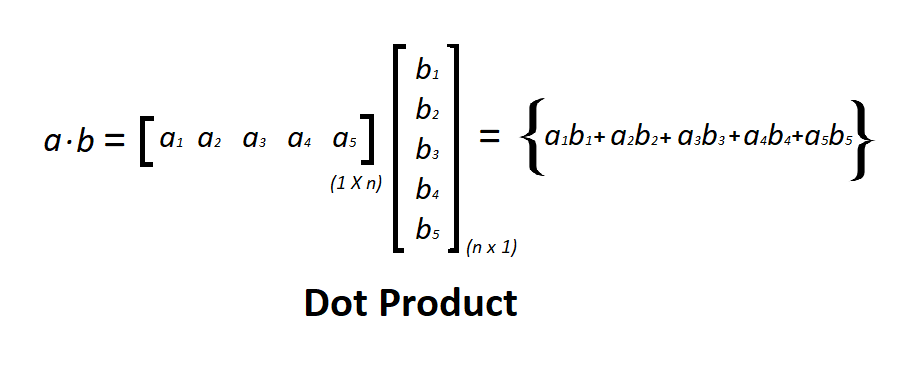 a·b = [a₁ a₂ a₃ a₄ a₅] (1 X n) [b₁ b₂ b₃ b₄ b₅] (n x 1) = {a₁b₁+ a₂b₂+ a₃b₃+a₄b₄+a₅b₅}
Dot Product